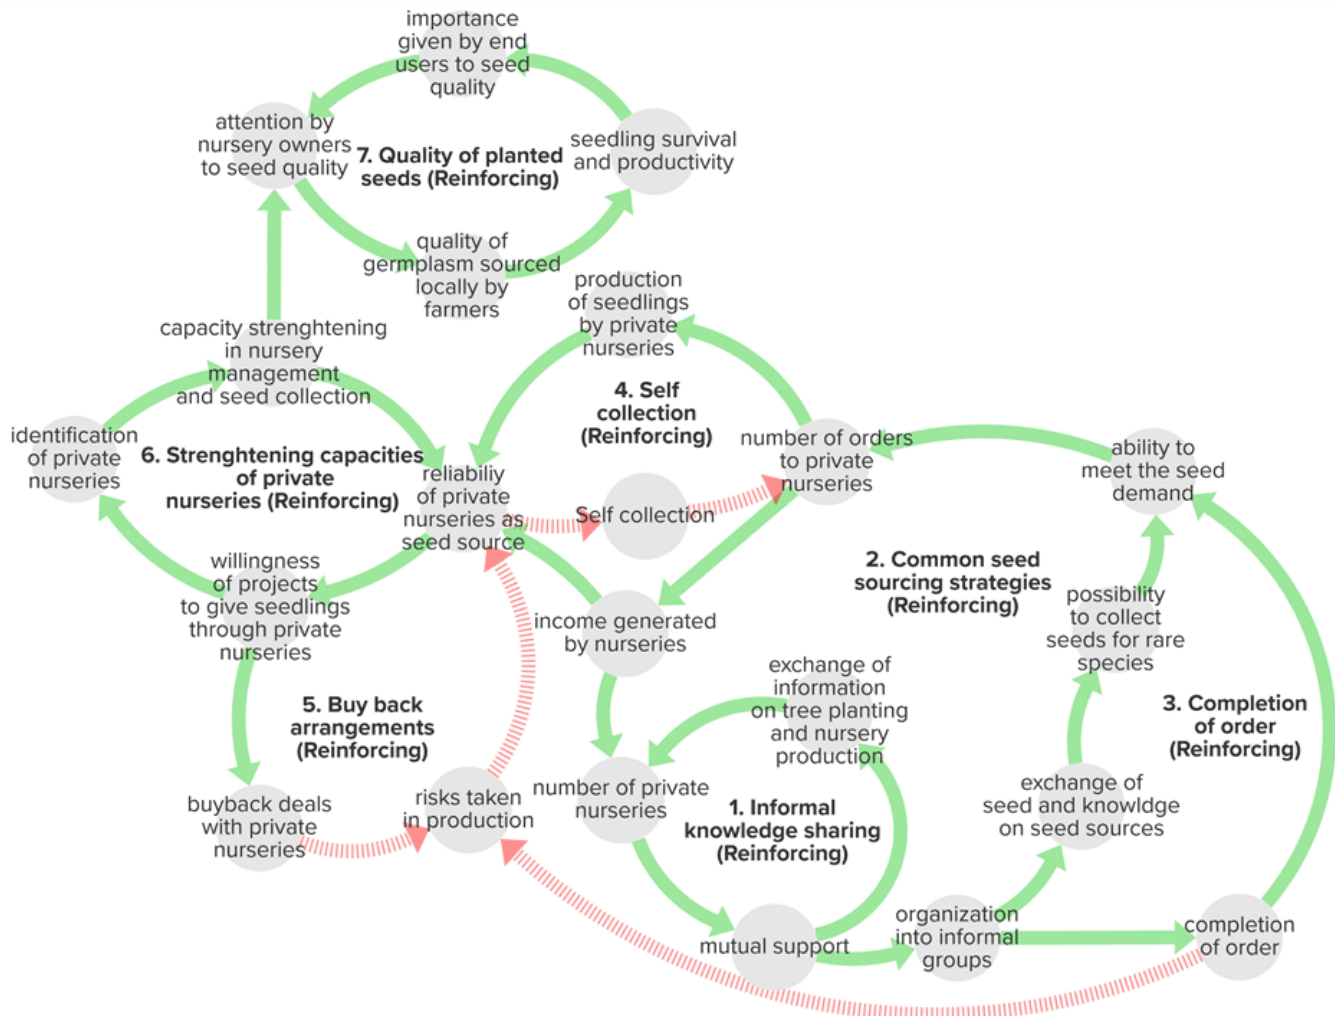 importance
given by end
users to seed
quality
attention by
nursery owners
to seed quality
7. Quality of planted
seeds (Reinforcing)
seedling survival
and productivity
quality of
germplasm sourced
locally by
farmers
capacity strenghtening
in nursery
management
and seed collection
production
of seedlings
by private
nurseries
4. Self
collection
(Reinforcing)
identification
of private
nurseries
6. Strenghtening capacities
of private
nurseries (Reinforcing)
reliabiliy
of private
nurseries as
seed source
Self collection
number of orders
to private
nurseries
ability to
meet the seed
demand
willingness
of projects
to give seedlings
through private
nurseries
income generated
by nurseries
2. Common seed
sourcing strategies
(Reinforcing)
possibility
to collect
seeds for rare
species
exchange of
information
on tree planting
and nursery
production
5. Buy back
arrangements
(Reinforcing)
3. Completion
of order
(Reinforcing)
buyback deals
with private
nurseries
risks taken
in production
number of private
nurseries
1. Informal
knowledge sharing
(Reinforcing)
exchange of
seed and knowldge
on seed sources
mutual support
organization
into informal
groups
completion
of order